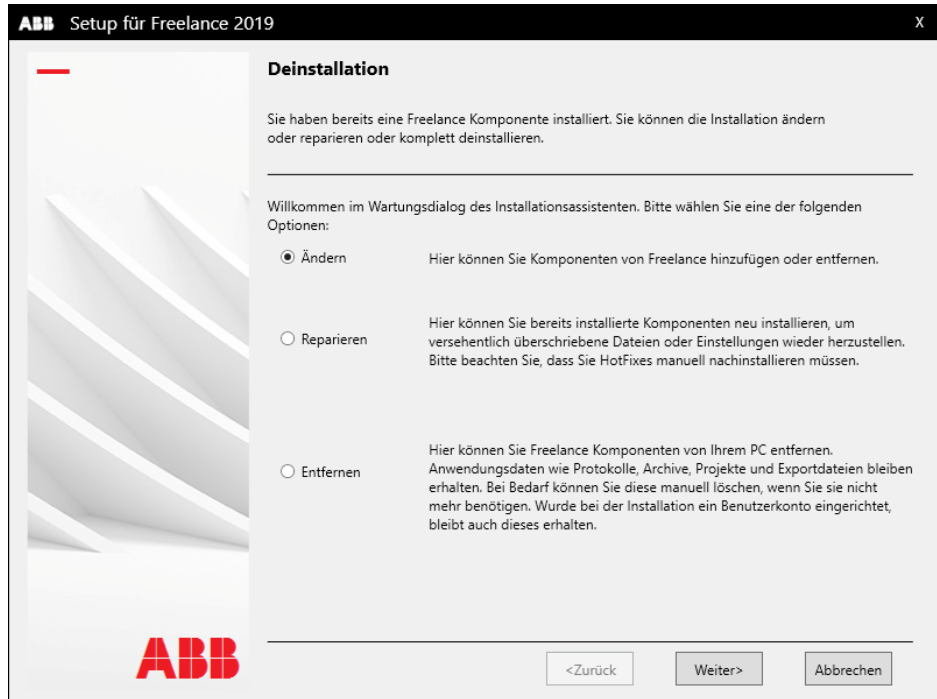 ABB Setup für Freelance 2019 X
Deinstallation
Sie haben bereits eine Freelance Komponente installiert. Sie können die Installation ändern
oder reparieren oder komplett deinstallieren.
Willkommen im Wartungsdialog des Installationsassistenten. Bitte wählen Sie eine der folgenden
Optionen:
Ändern
Hier können Sie Komponenten von Freelance hinzufügen oder entfernen.
Reparieren
Hier können Sie bereits installierte Komponenten neu installieren, um
versehentlich überschriebene Dateien oder Einstellungen wieder herzustellen.
Bitte beachten Sie, dass Sie HotFixes manuell nachinstallieren müssen.
Entfernen
Hier können Sie Freelance Komponenten von Ihrem PC entfernen.
Anwendungsdaten wie Protokolle, Archive, Projekte und Exportdateien bleiben
erhalten. Bei Bedarf können Sie diese manuell löschen, wenn Sie sie nicht
mehr benötigen. Wurde bei der Installation ein Benutzerkonto eingerichtet,
bleibt auch dieses erhalten.
ABB
<Zurück Weiter> Abbrechen